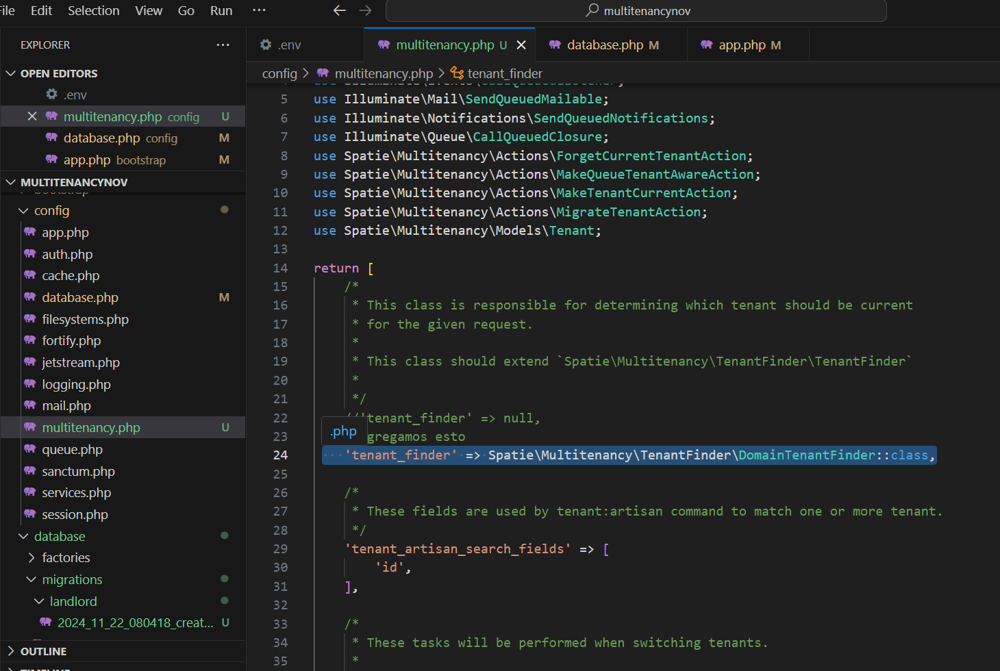 File Edit Selection View Go Run ··· multitenancynov
EXPLORER ···
OPEN EDITORS
.env
multitenancy.php config U
database.php config M
app.php bootstrap M
MULTITENANCYNOV
bootstrap
config
app.php
auth.php
cache.php
database.php M
filesystems.php
fortify.php
jetstream.php
logging.php
mail.php
multitenancy.php U
queue.php
sanctum.php
services.php
session.php
database
factories
migrations
landlord
2024_11_22_080418_creat... U
OUTLINE
TIMELINE
.env multitenancy.php U database.php M app.php M
config > multitenancy.php > tenant_finder
4 use Illuminate\Events\CallQueuedListener;
5 use Illuminate\Mail\SendQueuedMailable;
6 use Illuminate\Notifications\SendQueuedNotifications;
7 use Illuminate\Queue\CallQueuedClosure;
8 use Spatie\Multitenancy\Actions\ForgetCurrentTenantAction;
9 use Spatie\Multitenancy\Actions\MakeQueueTenantAwareAction;
10 use Spatie\Multitenancy\Actions\MakeTenantCurrentAction;
11 use Spatie\Multitenancy\Actions\MigrateTenantAction;
12 use Spatie\Multitenancy\Models\Tenant;
13
14 return [
15 /*
16 * This class is responsible for determining which tenant should be current
17 * for the given request.
18 *
19 * This class should extend `Spatie\Multitenancy\TenantFinder\TenantFinder`
20 *
21 */
22 //'tenant_finder' => null,
23 gregamos esto
.php
24 'tenant_finder' => Spatie\Multitenancy\TenantFinder\DomainTenantFinder::class,
25
26 /*
27 * These fields are used by tenant:artisan command to match one or more tenant.
28 */
29 'tenant_artisan_search_fields' => [
30 'id',
31 ],
32
33 /*
34 * These tasks will be performed when switching tenants.
35 *